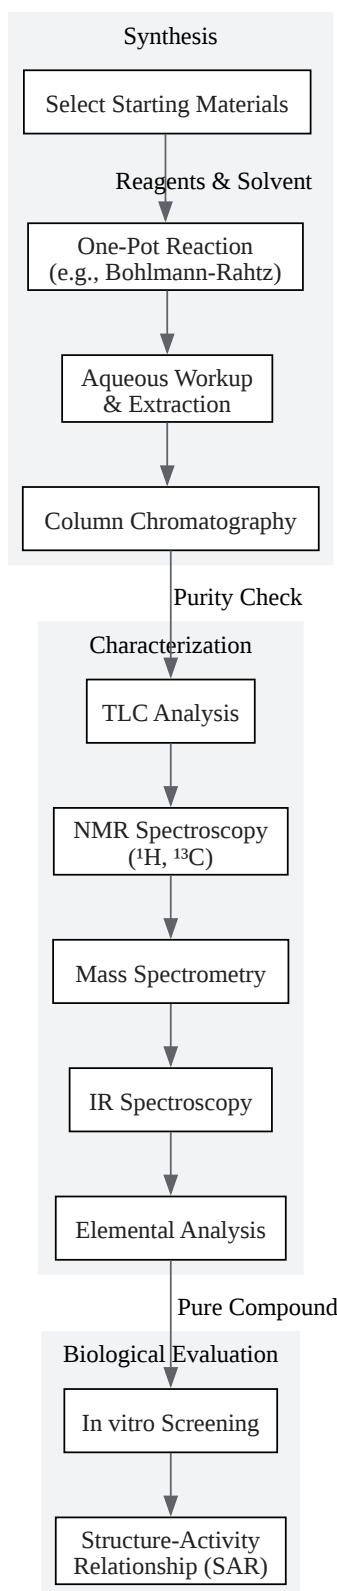 Synthesis
Select Starting Materials
Reagents & Solvent
One-Pot Reaction
(e.g., Bohlmann-Rahtz)
Aqueous Workup
& Extraction
Column Chromatography
Purity Check
Characterization
TLC Analysis
NMR Spectroscopy
(¹H, ¹³C)
Mass Spectrometry
IR Spectroscopy
Elemental Analysis
Pure Compound
Biological Evaluation
In vitro Screening
Structure-Activity
Relationship (SAR)